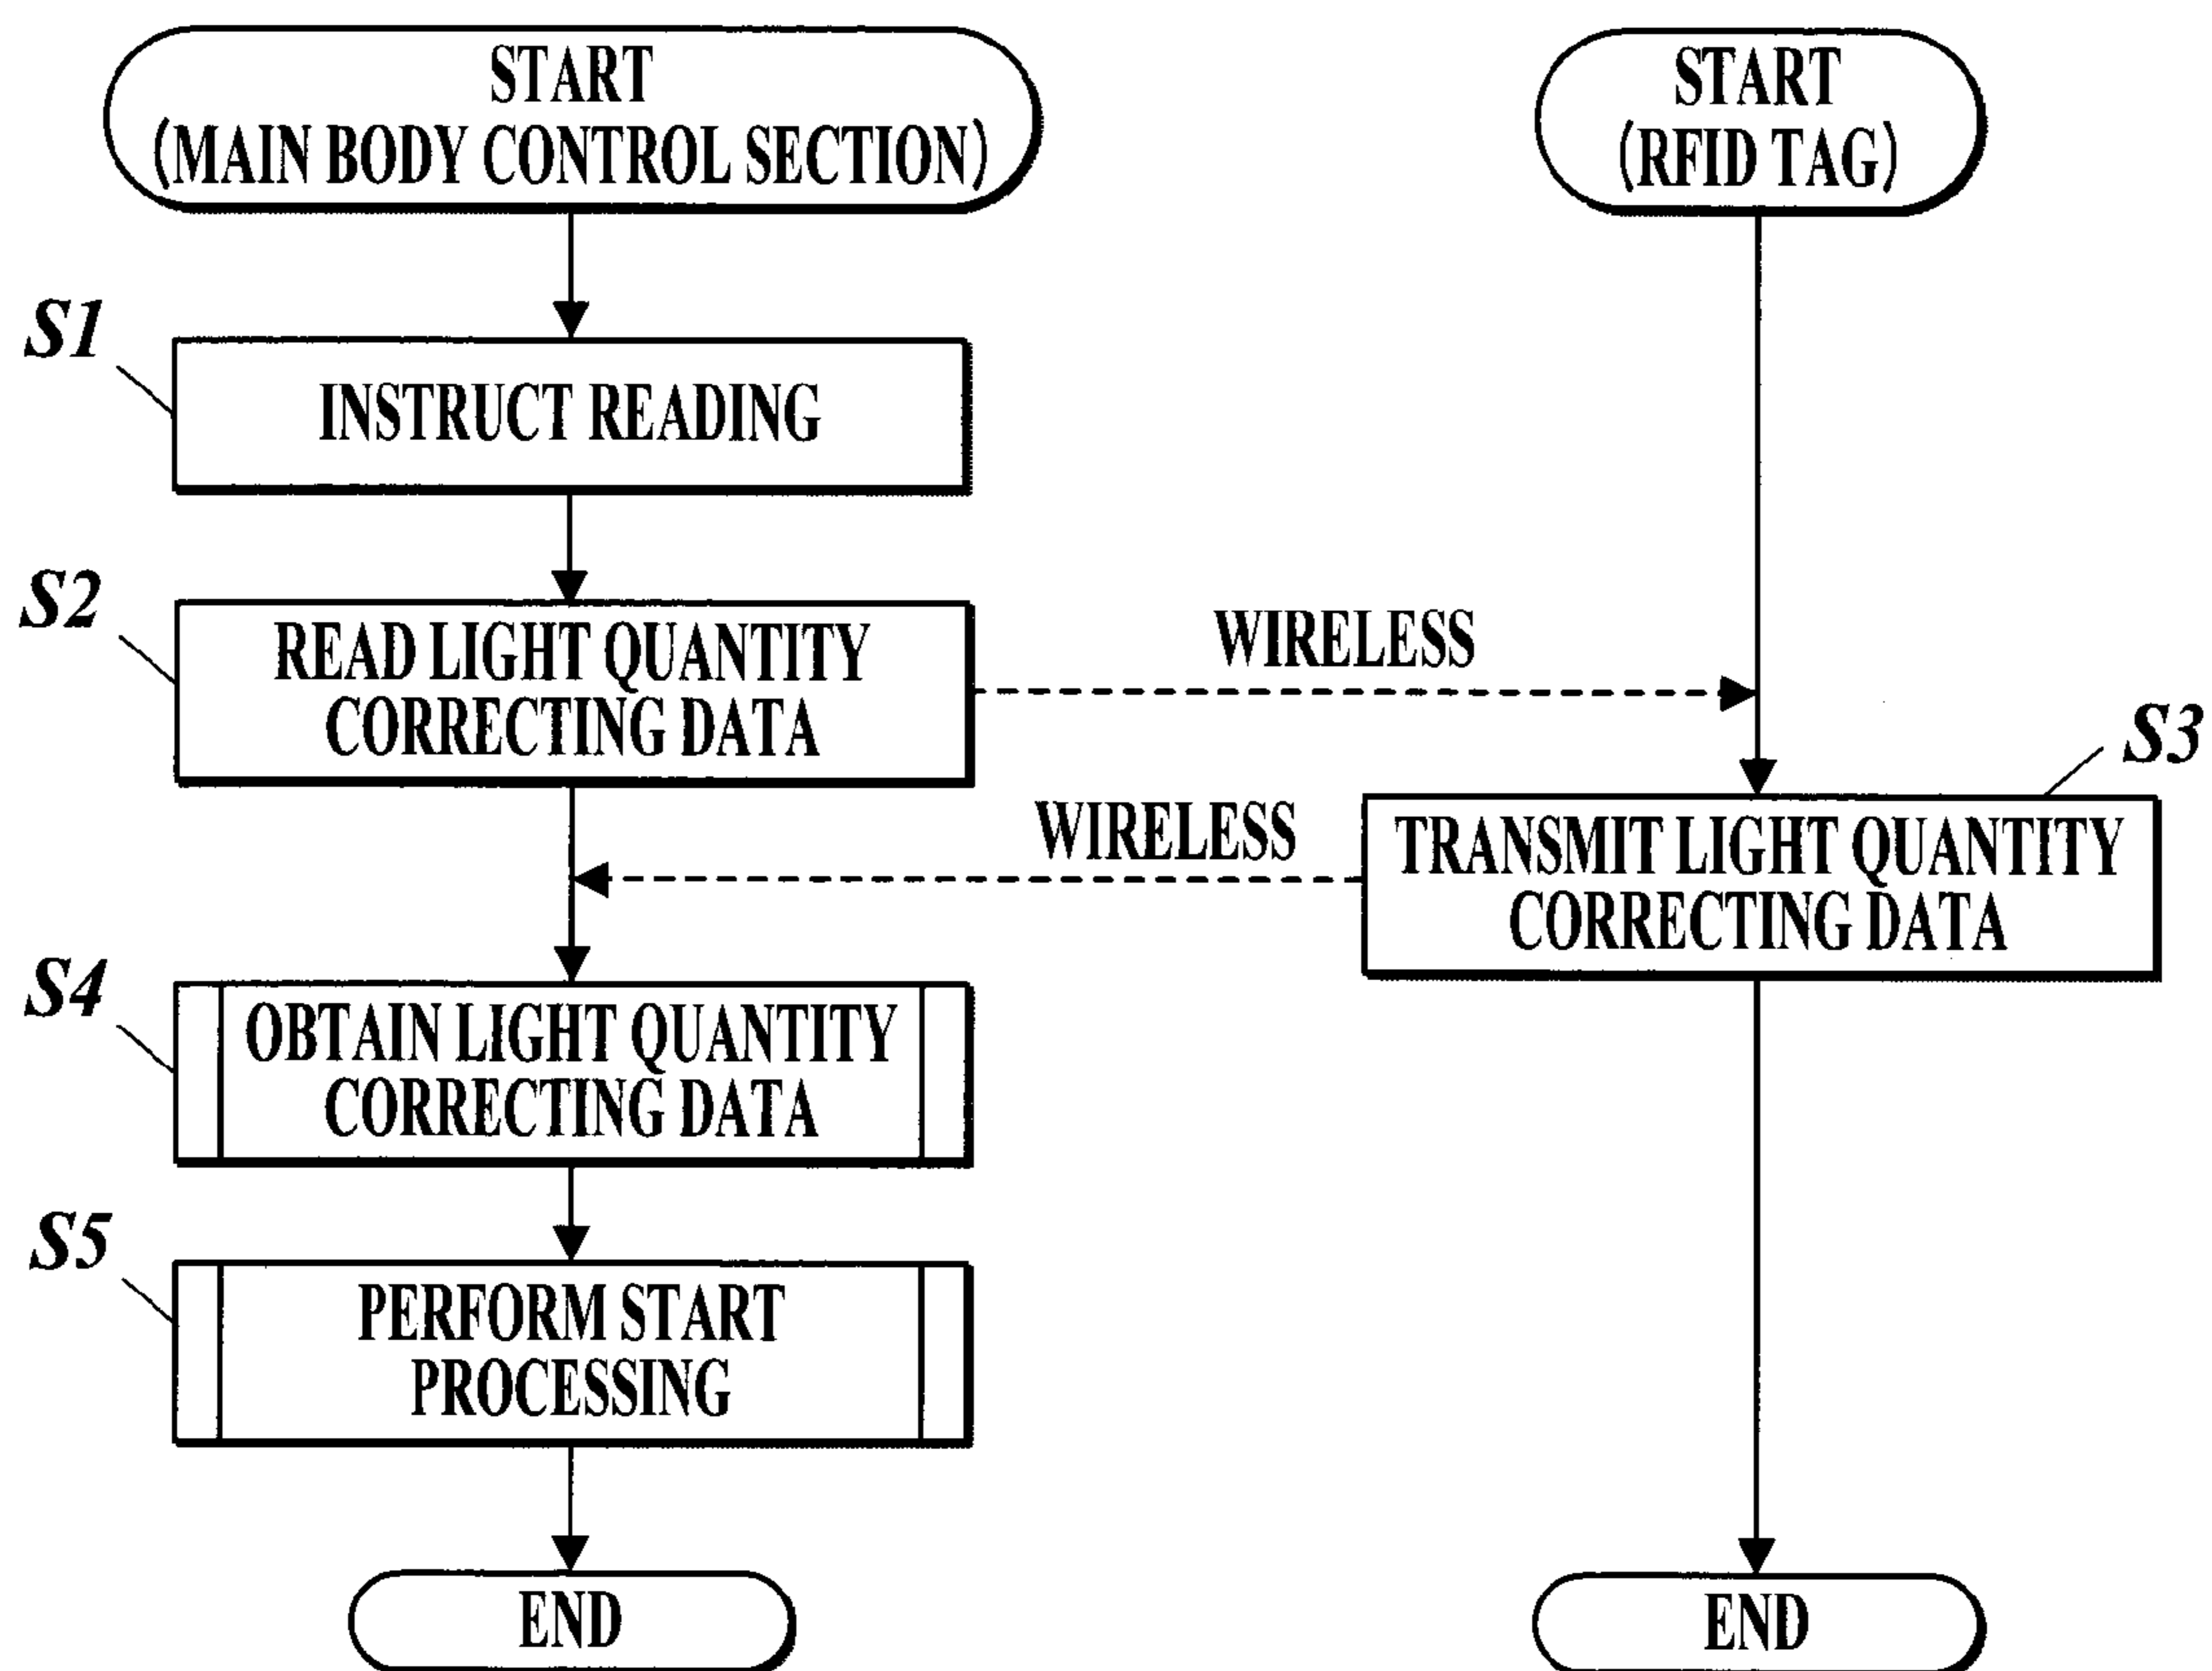 START
(MAIN BODY CONTROL SECTION)
START
(RFID TAG)
S1
INSTRUCT READING
S2
READ LIGHT QUANTITY
CORRECTING DATA
WIRELESS
S3
WIRELESS
TRANSMIT LIGHT QUANTITY
CORRECTING DATA
S4
OBTAIN LIGHT QUANTITY
CORRECTING DATA
S5
PERFORM START
PROCESSING
END
END